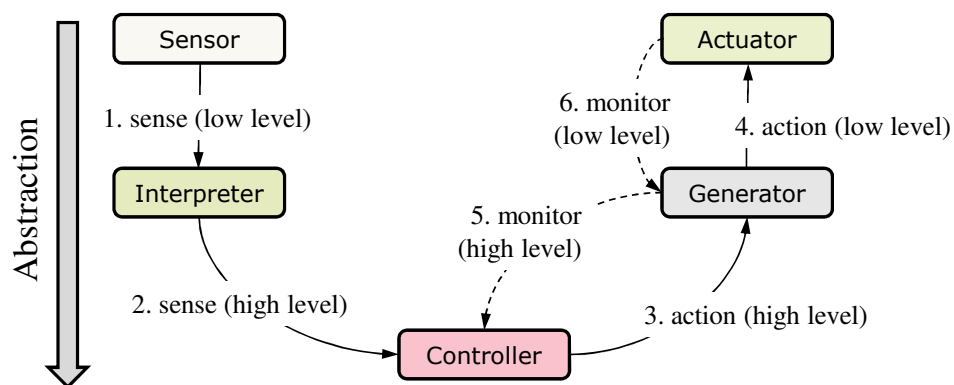 Sensor
Actuator
1. sense (low level)
6. monitor
(low level)
4. action (low level)
Abstraction
Interpreter
Generator
5. monitor
(high level)
2. sense (high level)
3. action (high level)
Controller